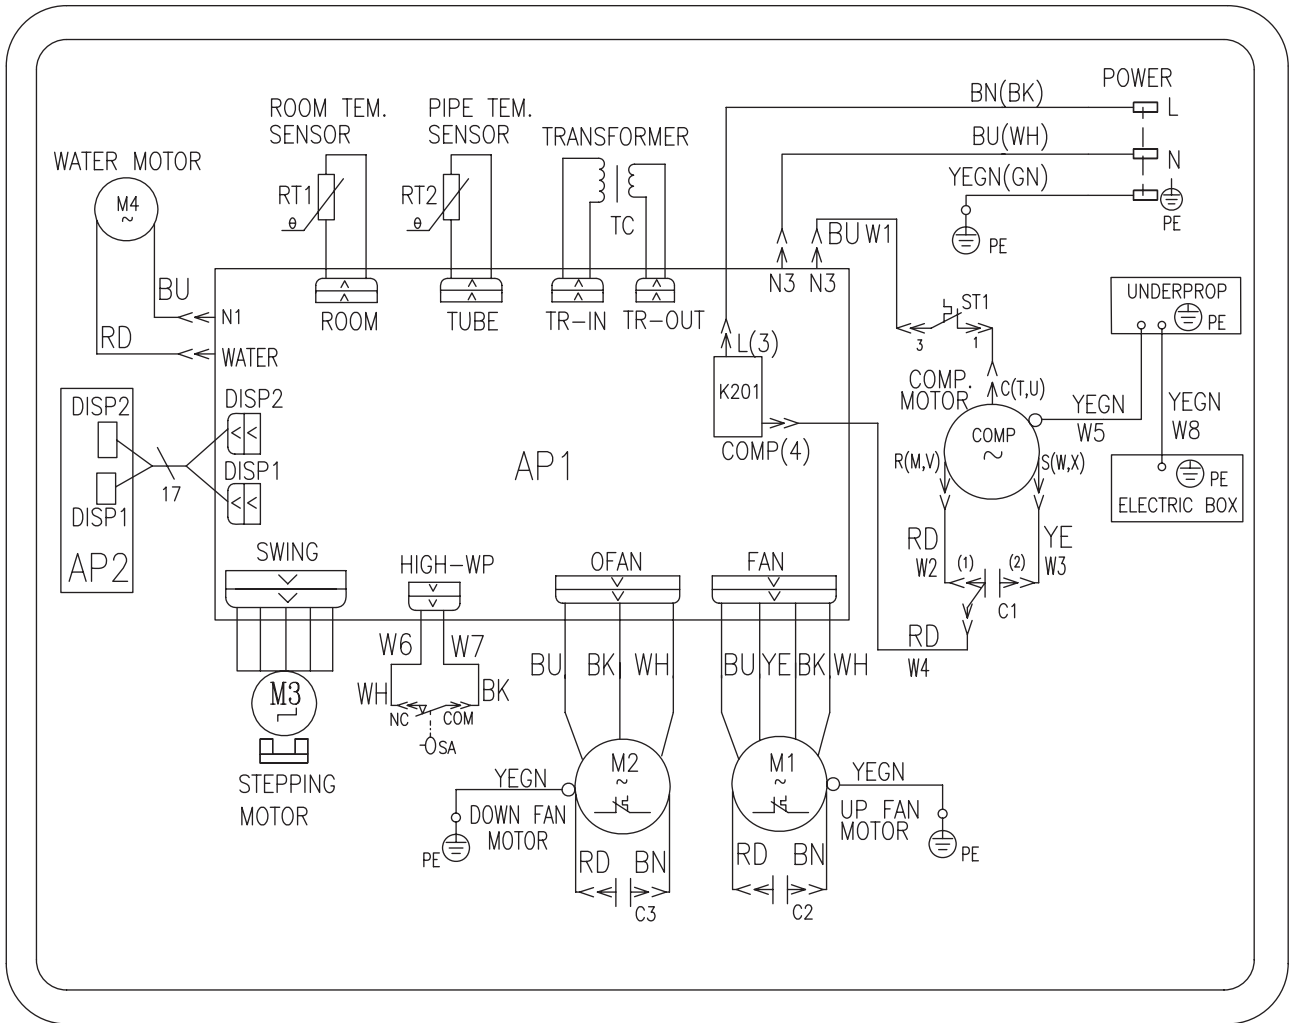 POWER
BN(BK)
L
BU(WH)
N
YEGN(GN)
PE
PE
ROOM TEM.
SENSOR
PIPE TEM.
SENSOR
TRANSFORMER
WATER MOTOR
M4
~
RT1
θ
RT2
θ
TC
BU W1
BU
RD
N1
WATER
ROOM
TUBE
TR-IN
TR-OUT
N3
N3
L(3)
K201
COMP(4)
ST1
3
1
UNDERPROP
PE
COMP.
MOTOR
C(T,U)
COMP
~
R(M,V)
S(W,X)
YEGN
W5
YEGN
W8
PE
ELECTRIC BOX
DISP2
DISP1
AP2
17
DISP2
DISP1
AP1
RD
W2
(1)
(2)
YE
W3
C1
RD
W4
SWING
HIGH-WP
OFAN
FAN
M3
STEPPING
MOTOR
W6
W7
WH
BK
NC
COM
SA
BU
BK
WH
BU
YE
BK
WH
M2
~
M1
~
YEGN
DOWN FAN
MOTOR
PE
YEGN
UP FAN
MOTOR
PE
RD
BN
C3
RD
BN
C2